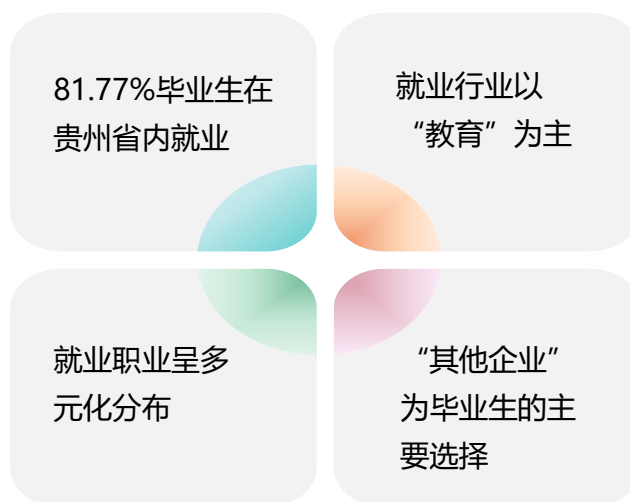 81.77%毕业生在
贵州省内就业
就业行业以
“教育”为主
就业职业呈多
元化分布
“其他企业”
为毕业生的主
要选择